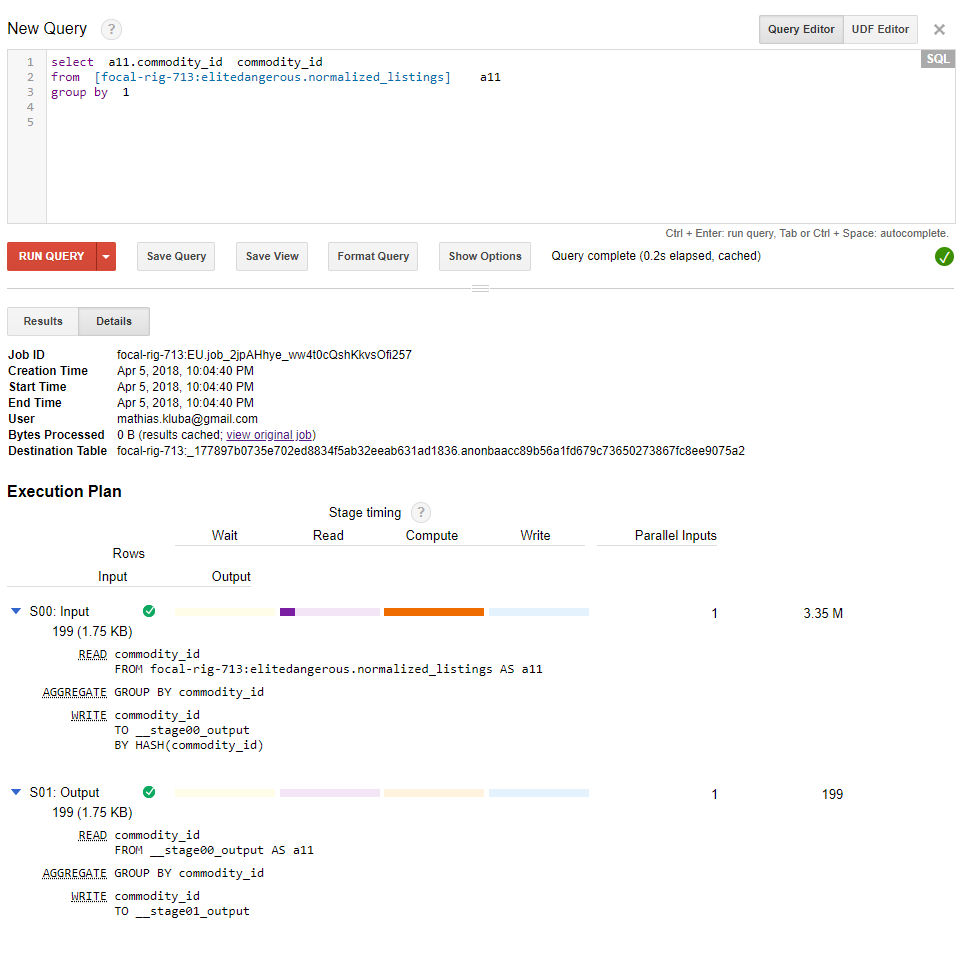 New Query ?
Query Editor UDF Editor ×
1 select a11.commodity_id commodity_id
2 from [focal-rig-713:elitedangerous.normalized_listings] a11
3 group by 1
4
5
SQL
Ctrl + Enter: run query, Tab or Ctrl + Space: autocomplete.
RUN QUERY Save Query Save View Format Query Show Options Query complete (0.2s elapsed, cached)
Results Details
Job ID focal-rig-713:EU.job_2jpAHhye_ww4t0cQshKkvsOfi257
Creation Time Apr 5, 2018, 10:04:40 PM
Start Time Apr 5, 2018, 10:04:40 PM
End Time Apr 5, 2018, 10:04:40 PM
User mathias.kluba@gmail.com
Bytes Processed 0 B (results cached; view original job)
Destination Table focal-rig-713:_177897b0735e702ed8834f5ab32eeab631ad1836.anonbaacc89b56a1fd679c73650273867fc8ee9075a2
Execution Plan
Stage timing ?
Wait Read Compute Write Parallel Inputs
Rows
Input Output
S00: Input 1 3.35 M
199 (1.75 KB)
READ commodity_id
FROM focal-rig-713:elitedangerous.normalized_listings AS a11
AGGREGATE GROUP BY commodity_id
WRITE commodity_id
TO __stage00_output
BY HASH(commodity_id)
S01: Output 1 199
199 (1.75 KB)
READ commodity_id
FROM __stage00_output AS a11
AGGREGATE GROUP BY commodity_id
WRITE commodity_id
TO __stage01_output